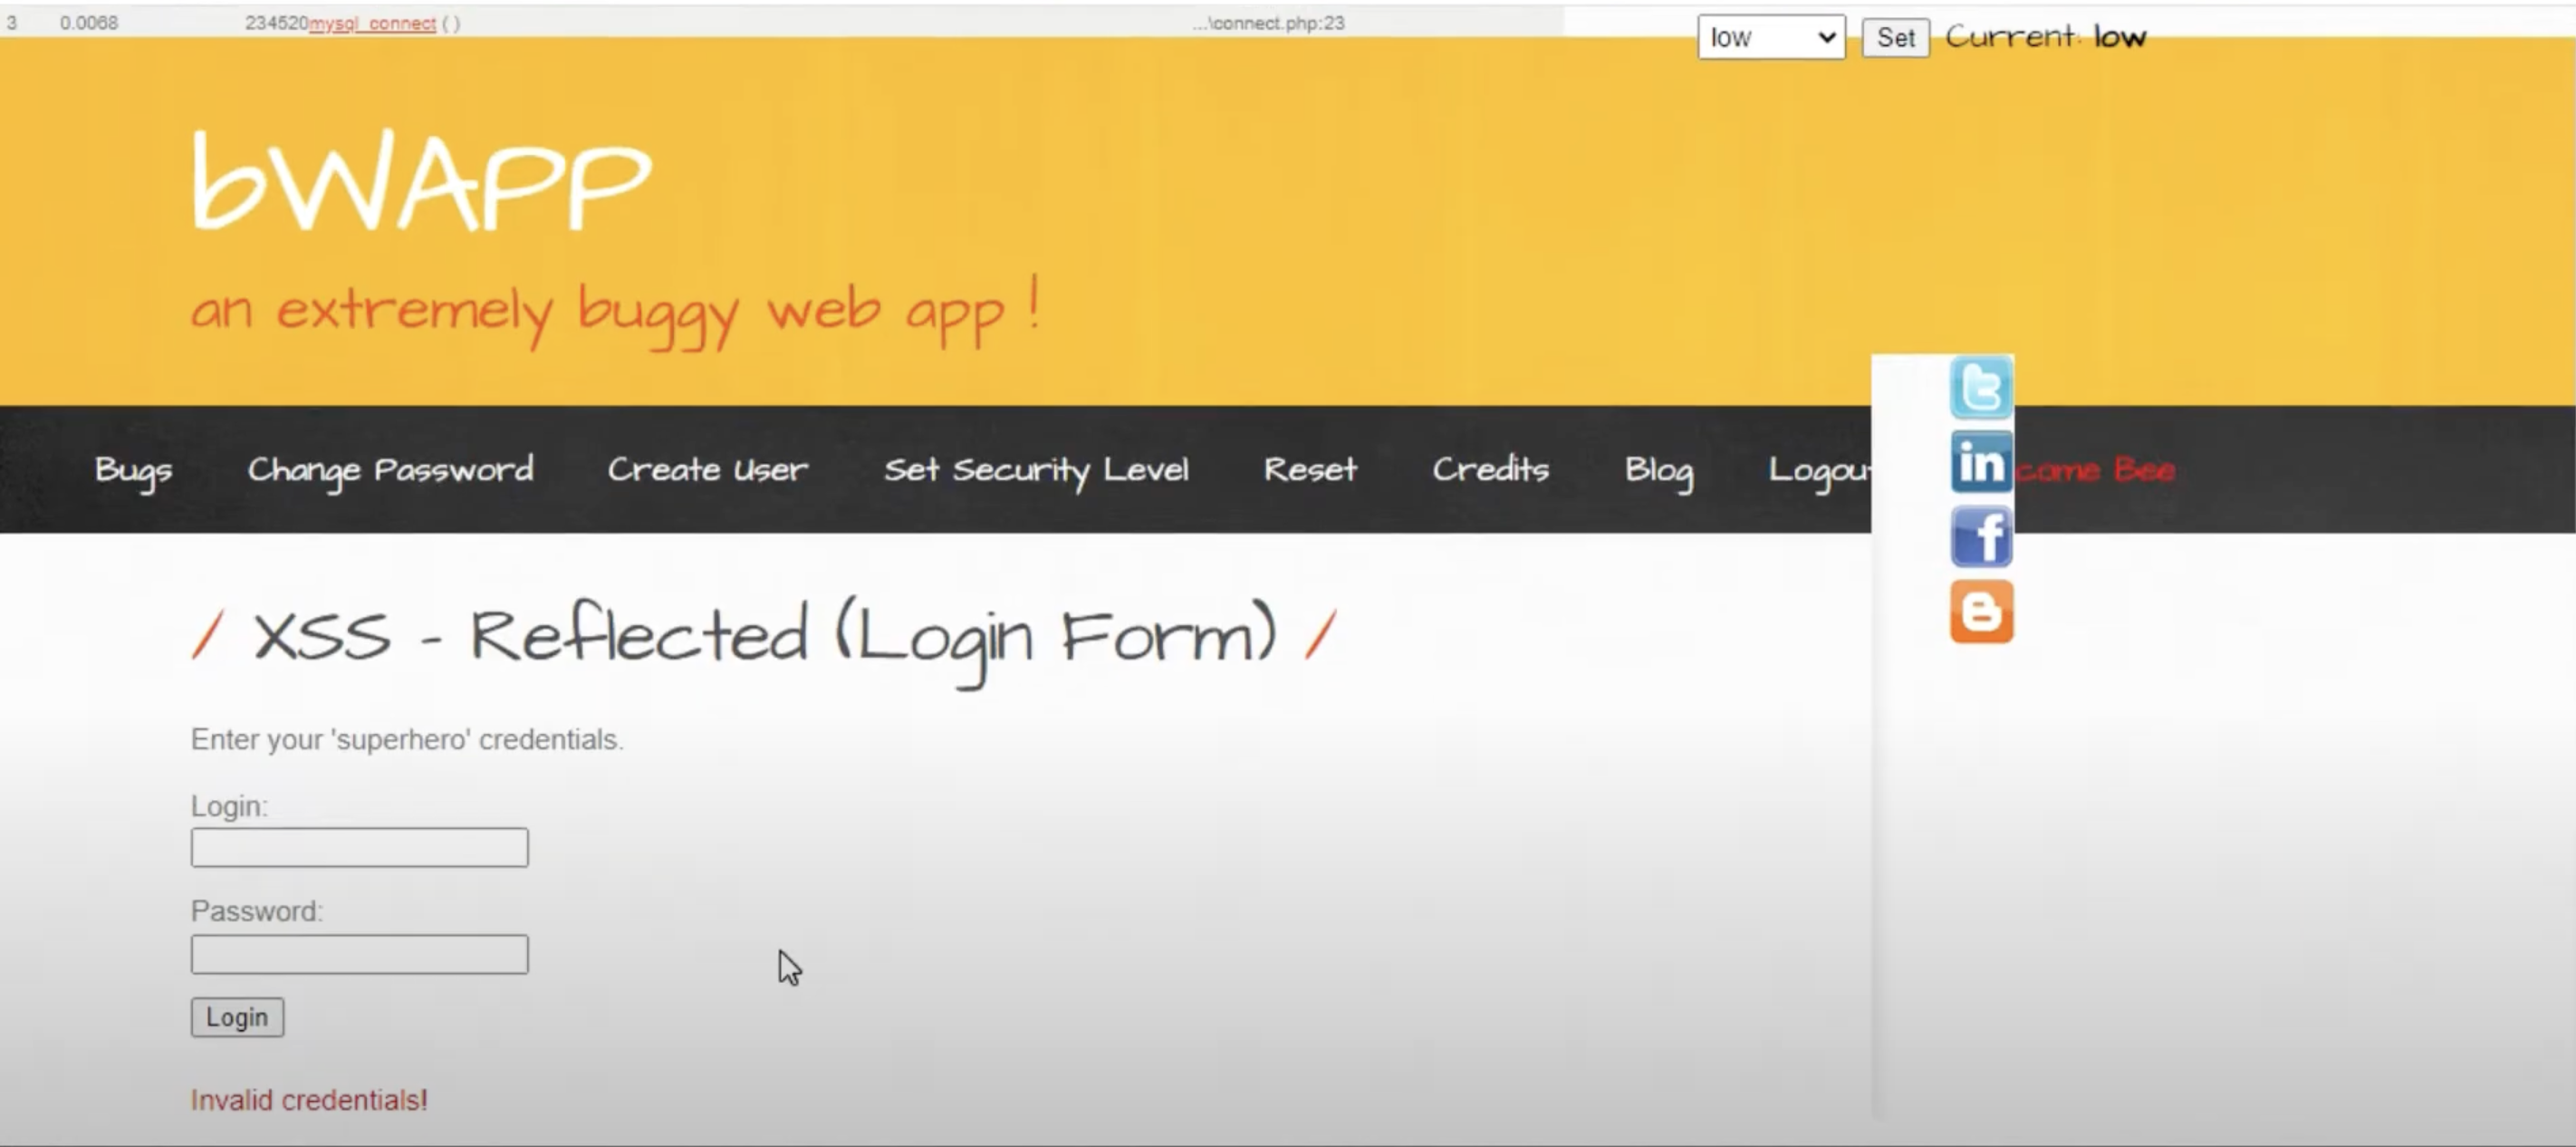 3 0.0068 234520 mysql_connect ( ) ...\connect.php:23
low Set Current: low
bWAPP
an extremely buggy web app !
Bugs Change Password Create User Set Security Level Reset Credits Blog Logou come Bee
/ XSS - Reflected (Login Form) /
Enter your 'superhero' credentials.
Login:
Password:
Login
Invalid credentials!